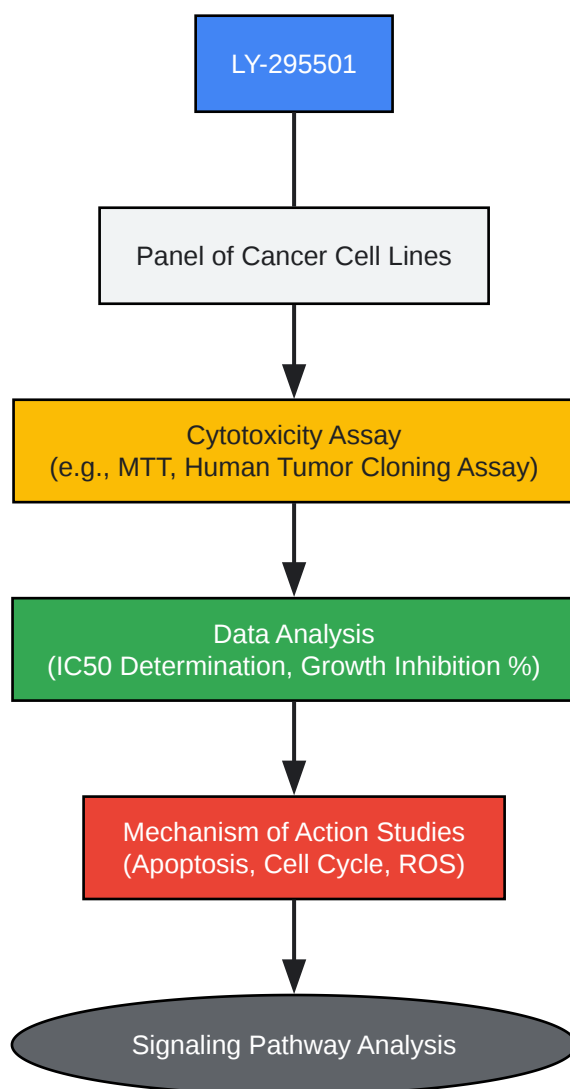 LY-295501
Panel of Cancer Cell Lines
Cytotoxicity Assay
(e.g., MTT, Human Tumor Cloning Assay)
Data Analysis
(IC50 Determination, Growth Inhibition %)
Mechanism of Action Studies
(Apoptosis, Cell Cycle, ROS)
Signaling Pathway Analysis